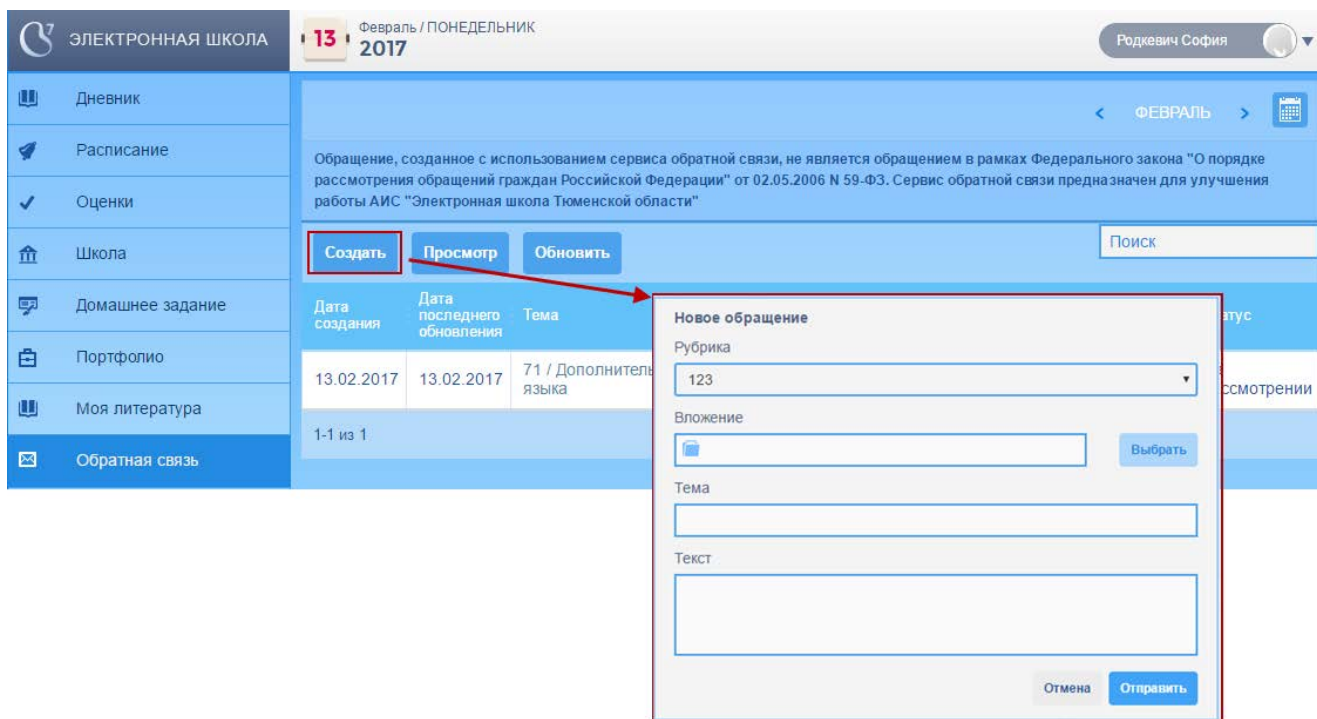 ЭЛЕКТРОННАЯ ШКОЛА
13
Февраль / ПОНЕДЕЛЬНИК
2017
Родкевич София
Дневник
Расписание
Оценки
Школа
Домашнее задание
Портфолио
Моя литература
Обратная связь
< ФЕВРАЛЬ >
Обращение, созданное с использованием сервиса обратной связи, не является обращением в рамках Федерального закона "О порядке
рассмотрения обращений граждан Российской Федерации" от 02.05.2006 N 59-ФЗ. Сервис обратной связи предназначен для улучшения
работы АИС "Электронная школа Тюменской области"
Создать Просмотр Обновить
Поиск
Дата
создания
Дата
последнего
обновления
Тема
13.02.2017 13.02.2017
71 /
языка
1-1 из 1
Новое обращение
Рубрика
123
Вложение
Выбрать
Тема
Текст
Отмена Отправить